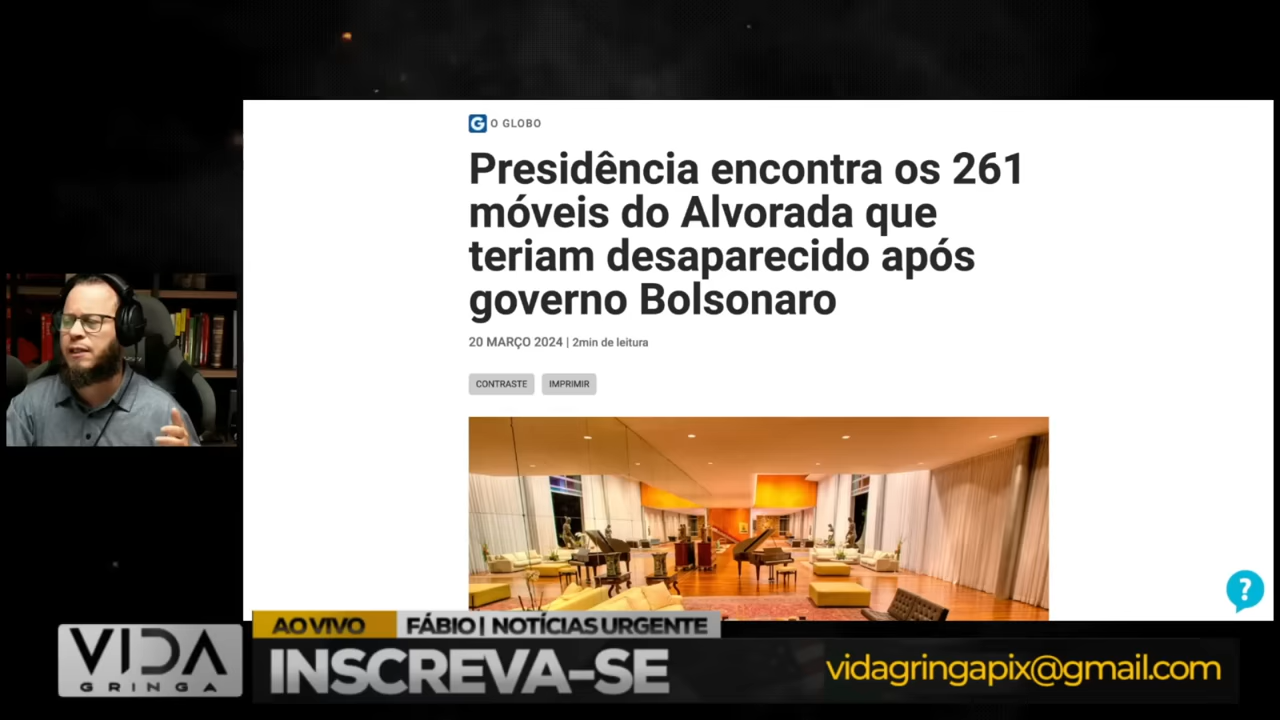 G O GLOBO
Presidência encontra os 261
móveis do Alvorada que
teriam desaparecido após
governo Bolsonaro
20 MARÇO 2024 | 2min de leitura
CONTRASTE IMPRIMIR
?
AO VIVO FÁBIO| NOTÍCIAS URGENTE
VIDA
GRINGA
INSCREVA-SE
vidagringapix@gmail.com